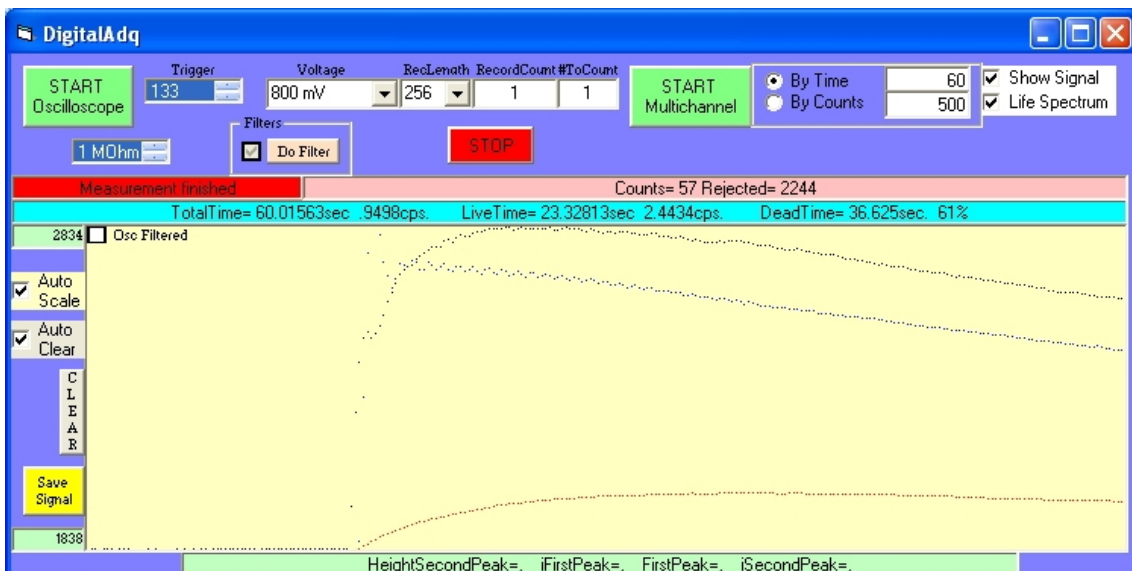 DigitalAdq
START Oscilloscope
Trigger
133
Voltage
800 mV
RecLength
256
RecordCount
1
#ToCount
1
START Multichannel
By Time
60
By Counts
500
Show Signal
Life Spectrum
1 MOhm
Filters
Do Filter
STOP
Measurement finished
Counts= 57 Rejected= 2244
TotalTime= 60.01563sec .9498cps. LiveTime= 23.32813sec 2.4434cps. DeadTime= 36.625sec. 61%
2834
Osc Filtered
Auto
Scale
Auto
Clear
CLEAR
Save
Signal
1838
HeightSecondPeak=. iFirstPeak=. FirstPeak=. iSecondPeak=.